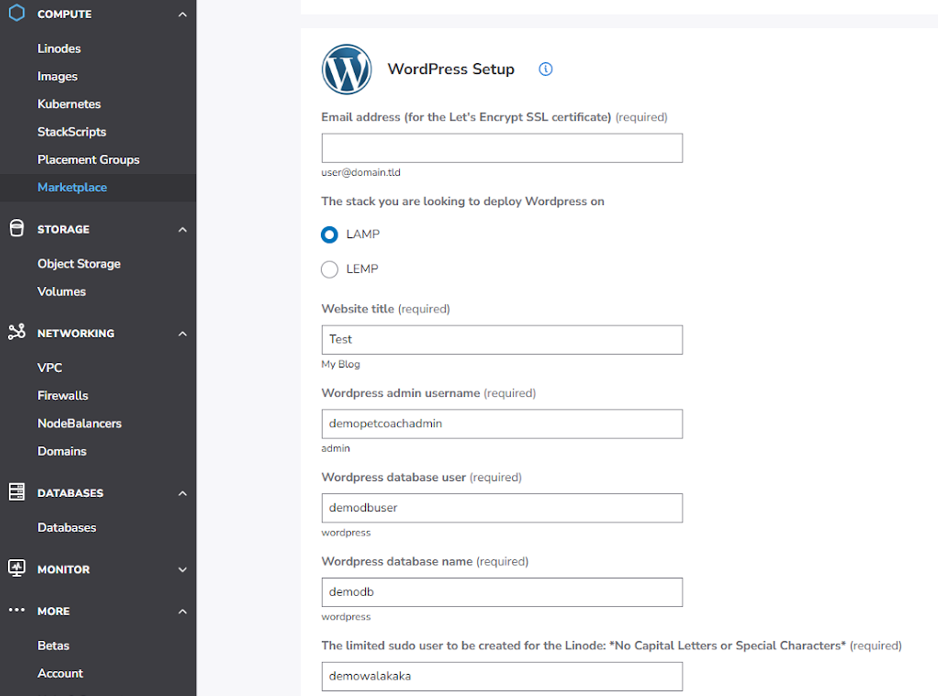 COMPUTE
Linodes
Images
Kubernetes
StackScripts
Placement Groups
Marketplace
STORAGE
Object Storage
Volumes
NETWORKING
VPC
Firewalls
NodeBalancers
Domains
DATABASES
Databases
MONITOR
MORE
Betas
Account
WordPress Setup
Email address (for the Let's Encrypt SSL certificate) (required)
user@domain.tld
The stack you are looking to deploy Wordpress on
LAMP
LEMP
Website title (required)
Test
My Blog
Wordpress admin username (required)
demopetcoachadmin
admin
Wordpress database user (required)
demodbuser
wordpress
Wordpress database name (required)
demodb
wordpress
The limited sudo user to be created for the Linode: *No Capital Letters or Special Characters* (required)
demowalakaka